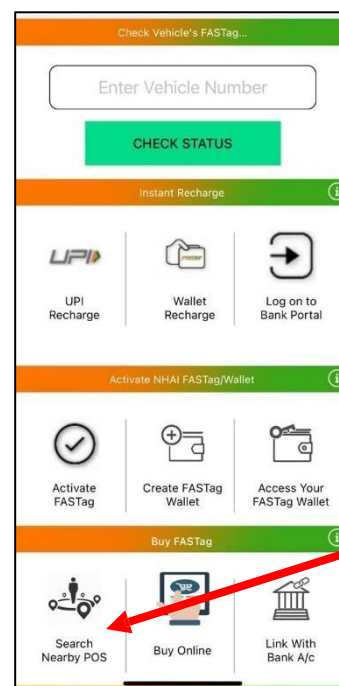 Check Vehicle's FASTag...
Enter Vehicle Number
CHECK STATUS
Instant Recharge
UPI
UPI
Recharge
Wallet
Recharge
Log on to
Bank Portal
Activate NHAI FASTag/Wallet
Activate
FASTag
Create FASTag
Wallet
Access Your
FASTag Wallet
Buy FASTag
Search
Nearby POS
Buy Online
Link With
Bank A/c